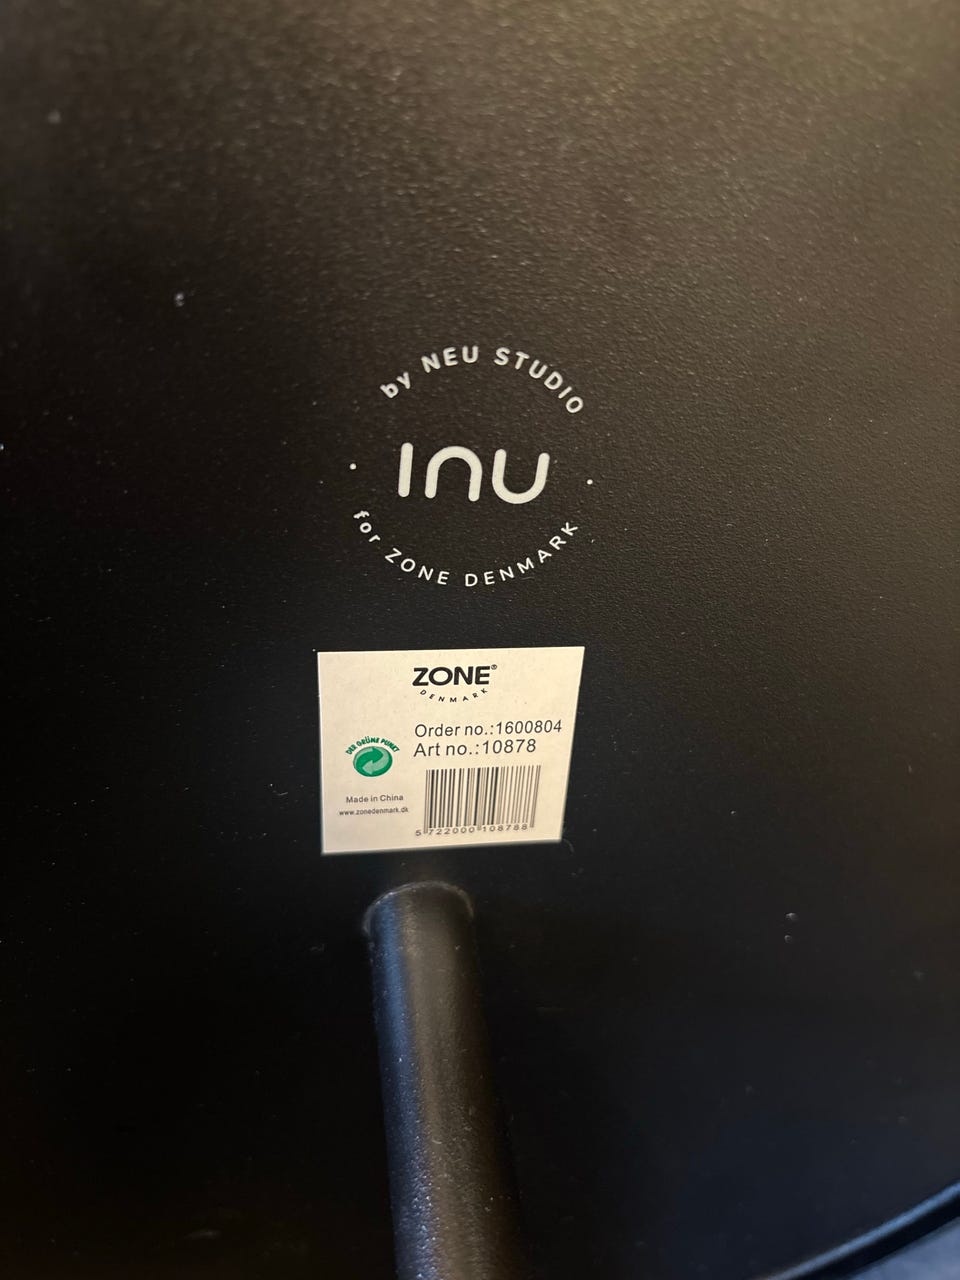 by NEU STUDIO
INU
for ZONE DENMARK
ZONE®
DENMARK
Order no.:1600804
Art no.:10878
DER GRÜNE PUNKT
Made in China
www.zonedenmark.dk
5 722000 108788